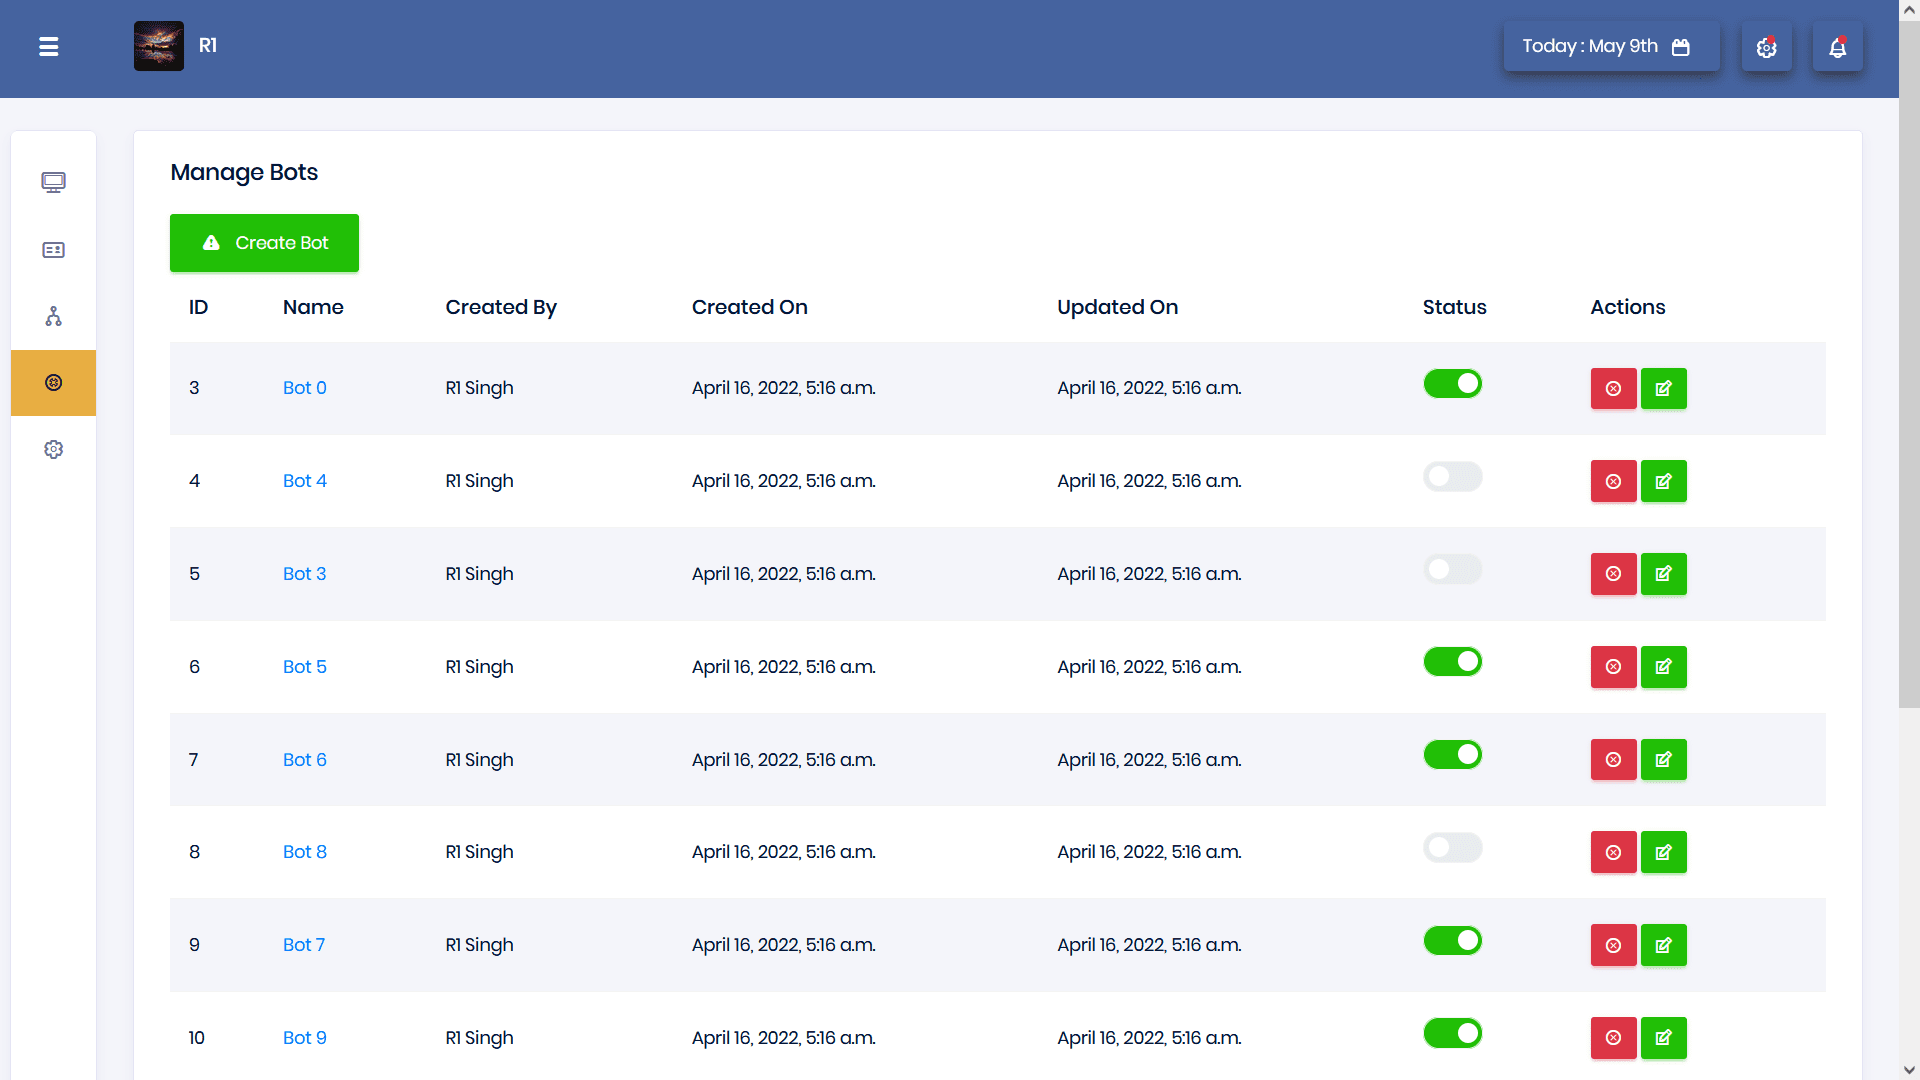 R1
Today : May 9th
Manage Bots
Create Bot
ID Name Created By Created On Updated On Status Actions
3 Bot 0 R1 Singh April 16, 2022, 5:16 a.m. April 16, 2022, 5:16 a.m.
4 Bot 4 R1 Singh April 16, 2022, 5:16 a.m. April 16, 2022, 5:16 a.m.
5 Bot 3 R1 Singh April 16, 2022, 5:16 a.m. April 16, 2022, 5:16 a.m.
6 Bot 5 R1 Singh April 16, 2022, 5:16 a.m. April 16, 2022, 5:16 a.m.
7 Bot 6 R1 Singh April 16, 2022, 5:16 a.m. April 16, 2022, 5:16 a.m.
8 Bot 8 R1 Singh April 16, 2022, 5:16 a.m. April 16, 2022, 5:16 a.m.
9 Bot 7 R1 Singh April 16, 2022, 5:16 a.m. April 16, 2022, 5:16 a.m.
10 Bot 9 R1 Singh April 16, 2022, 5:16 a.m. April 16, 2022, 5:16 a.m.